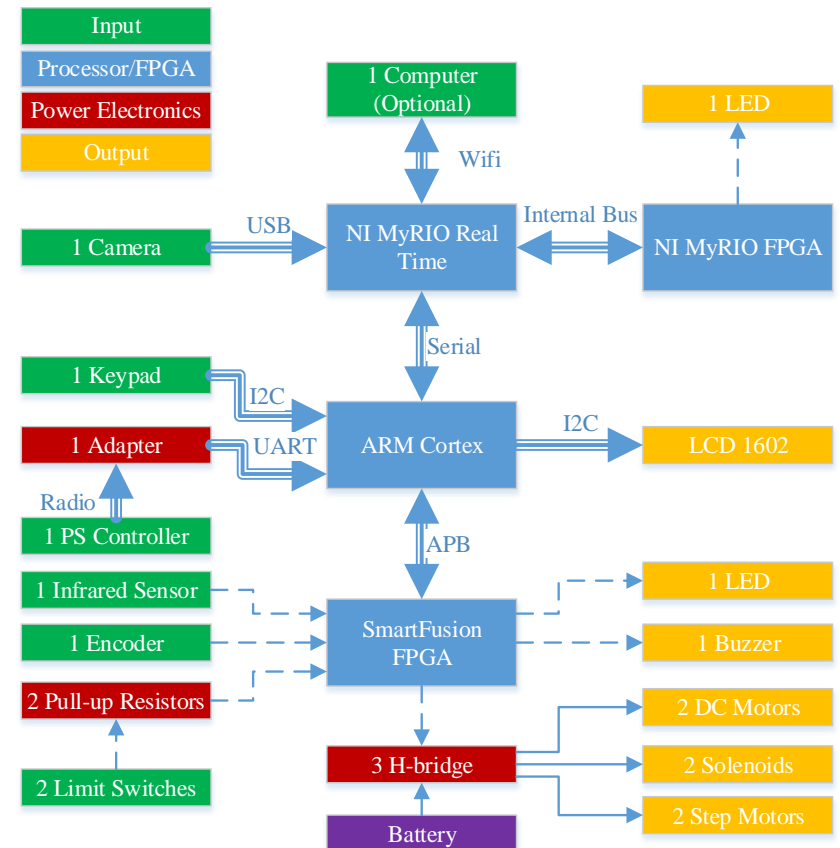 Input
Processor/FPGA
Power Electronics
Output
1 Computer
(Optional)
1 LED
Wifi
USB
Internal Bus
1 Camera
NI MyRIO Real
Time
NI MyRIO FPGA
Serial
1 Keypad
I2C
1 Adapter
UART
ARM Cortex
I2C
LCD 1602
Radio
1 PS Controller
APB
1 Infrared Sensor
1 LED
1 Encoder
SmartFusion
FPGA
1 Buzzer
2 Pull-up Resistors
2 DC Motors
2 Limit Switches
3 H-bridge
2 Solenoids
2 Step Motors
Battery